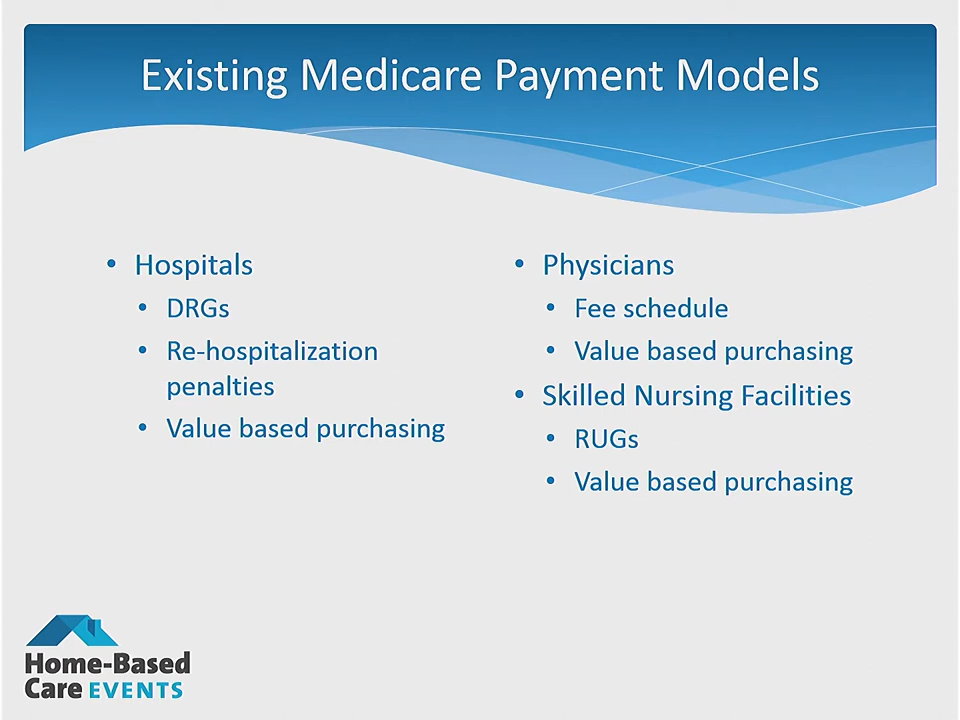 Existing Medicare Payment Models
• Hospitals
• DRGs
• Re-hospitalization
penalties
• Value based purchasing
• Physicians
• Fee schedule
• Value based purchasing
• Skilled Nursing Facilities
• RUGs
• Value based purchasing
Home-Based
Care EVENTS